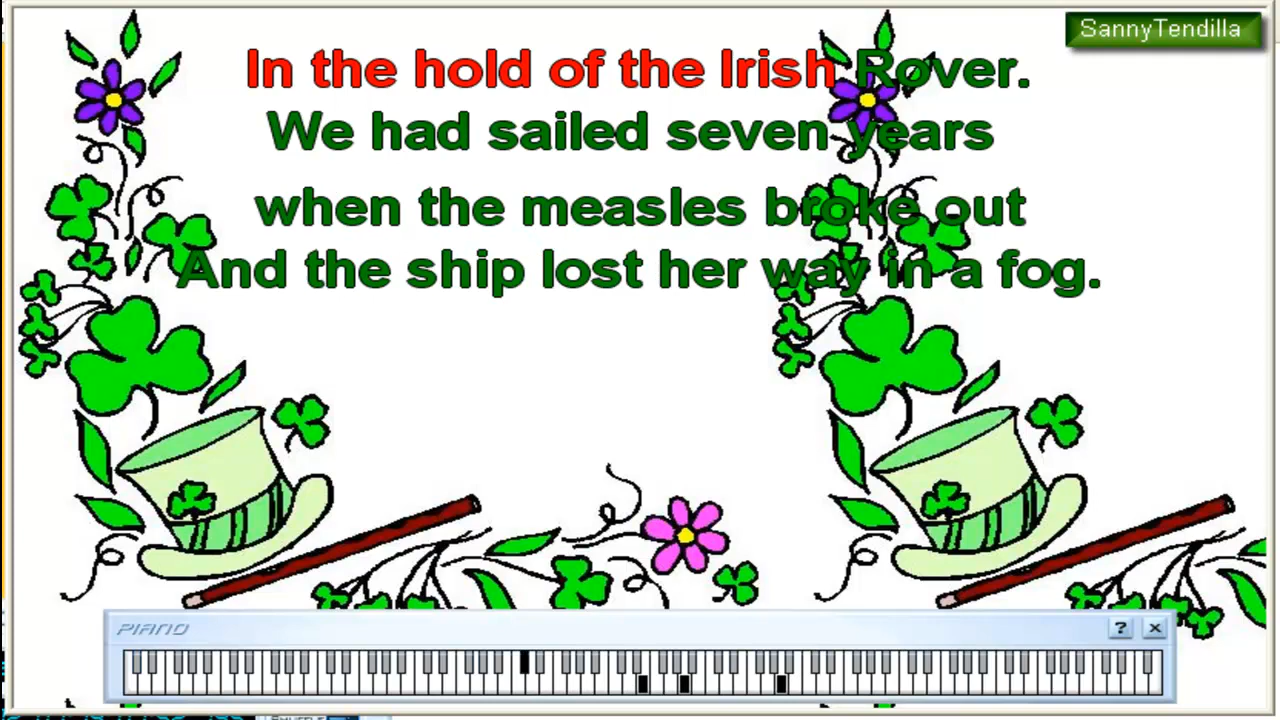 SannyTendilla
In the hold of the Irish Rover.
We had sailed seven years
when the measles broke out
And the ship lost her way in a fog.
PIANO
?